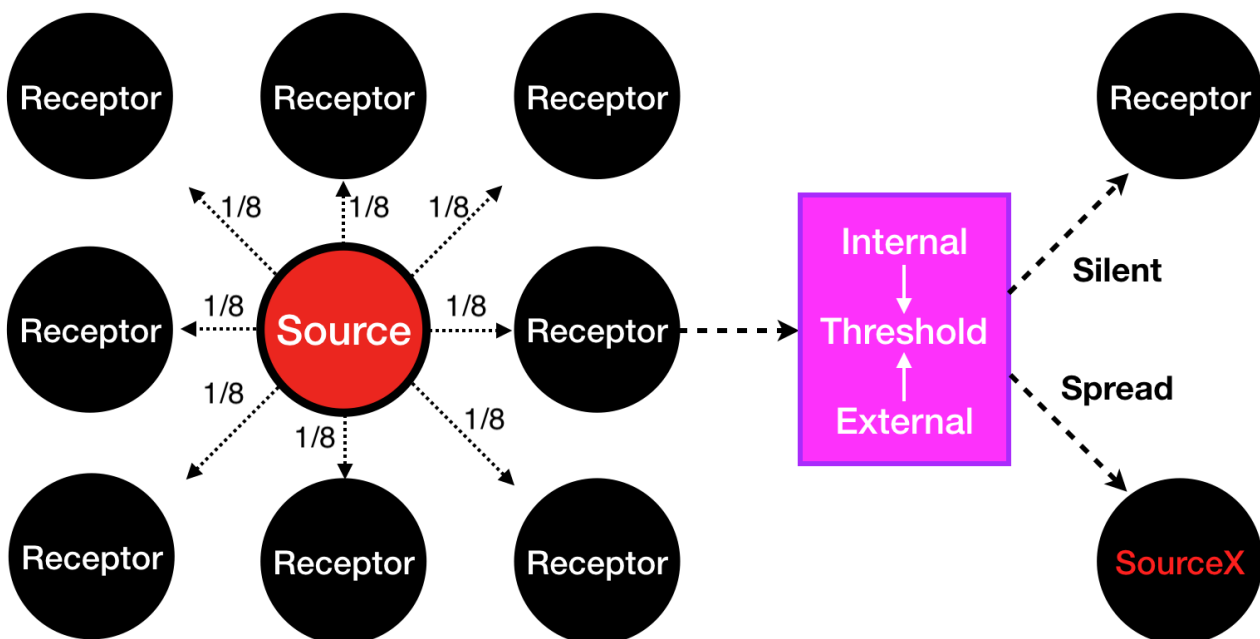 Receptor
Receptor
Receptor
Receptor
1/8
1/8
1/8
Internal
Silent
1/8
1/8
Receptor
Source
Receptor
Threshold
1/8
1/8
1/8
External
Spread
Receptor
Receptor
Receptor
SourceX